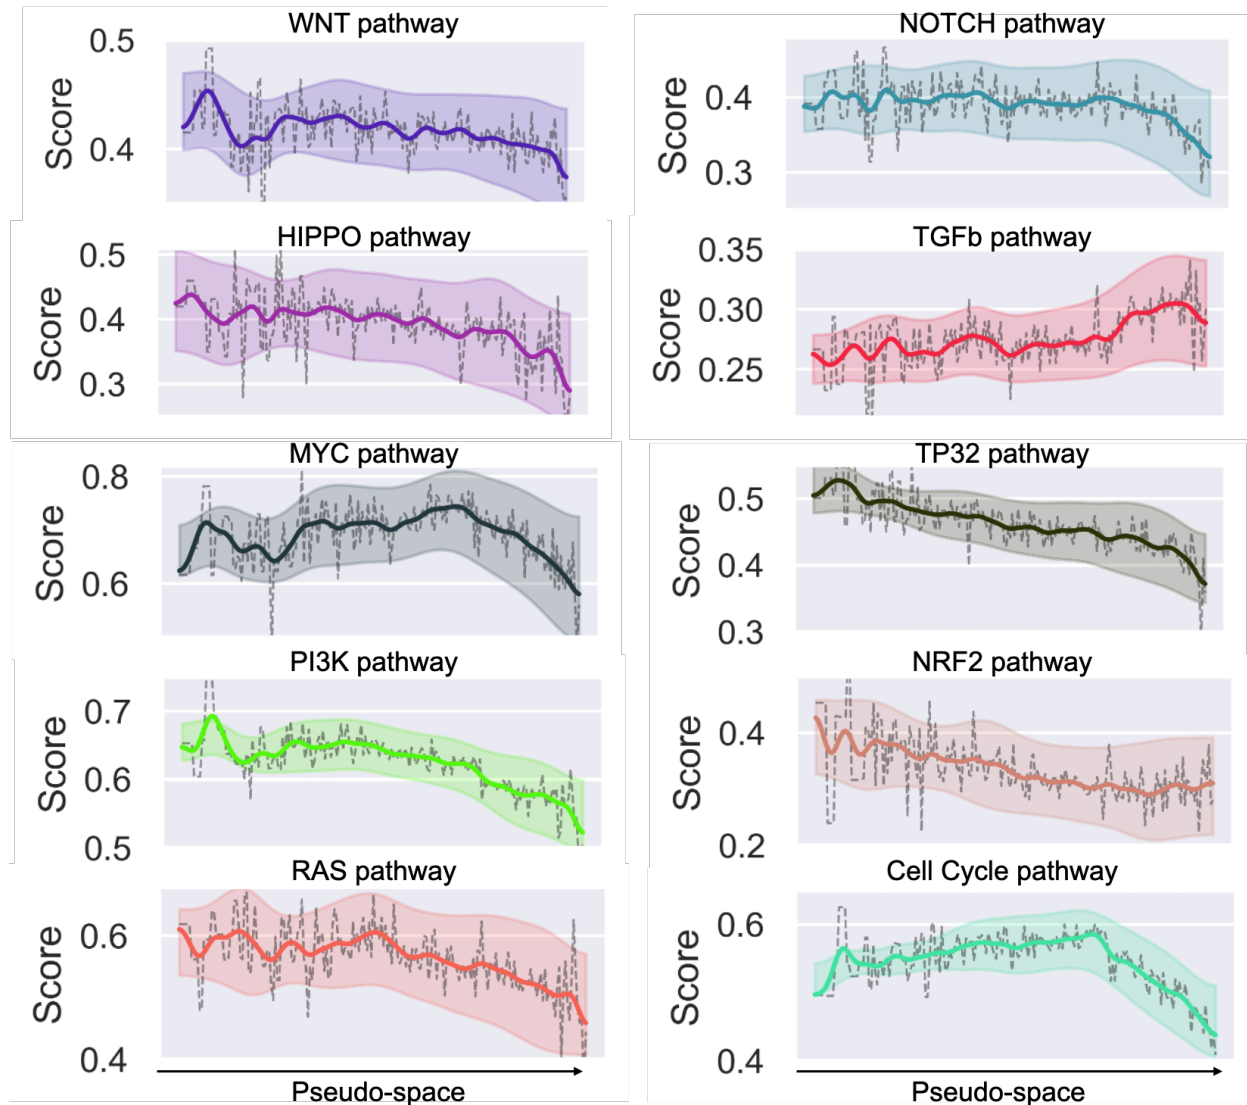 WNT pathway
0.5
0.4
Score
NOTCH pathway
0.4
0.3
Score
HIPPO pathway
0.5
0.4
0.3
Score
TGFb pathway
0.35
0.30
0.25
Score
MYC pathway
0.8
0.6
Score
TP32 pathway
0.5
0.4
0.3
Score
PI3K pathway
0.7
0.6
0.5
Score
NRF2 pathway
0.4
0.2
Score
RAS pathway
0.6
0.4
Score
Pseudo-space
Cell Cycle pathway
0.6
0.4
Score
Pseudo-space